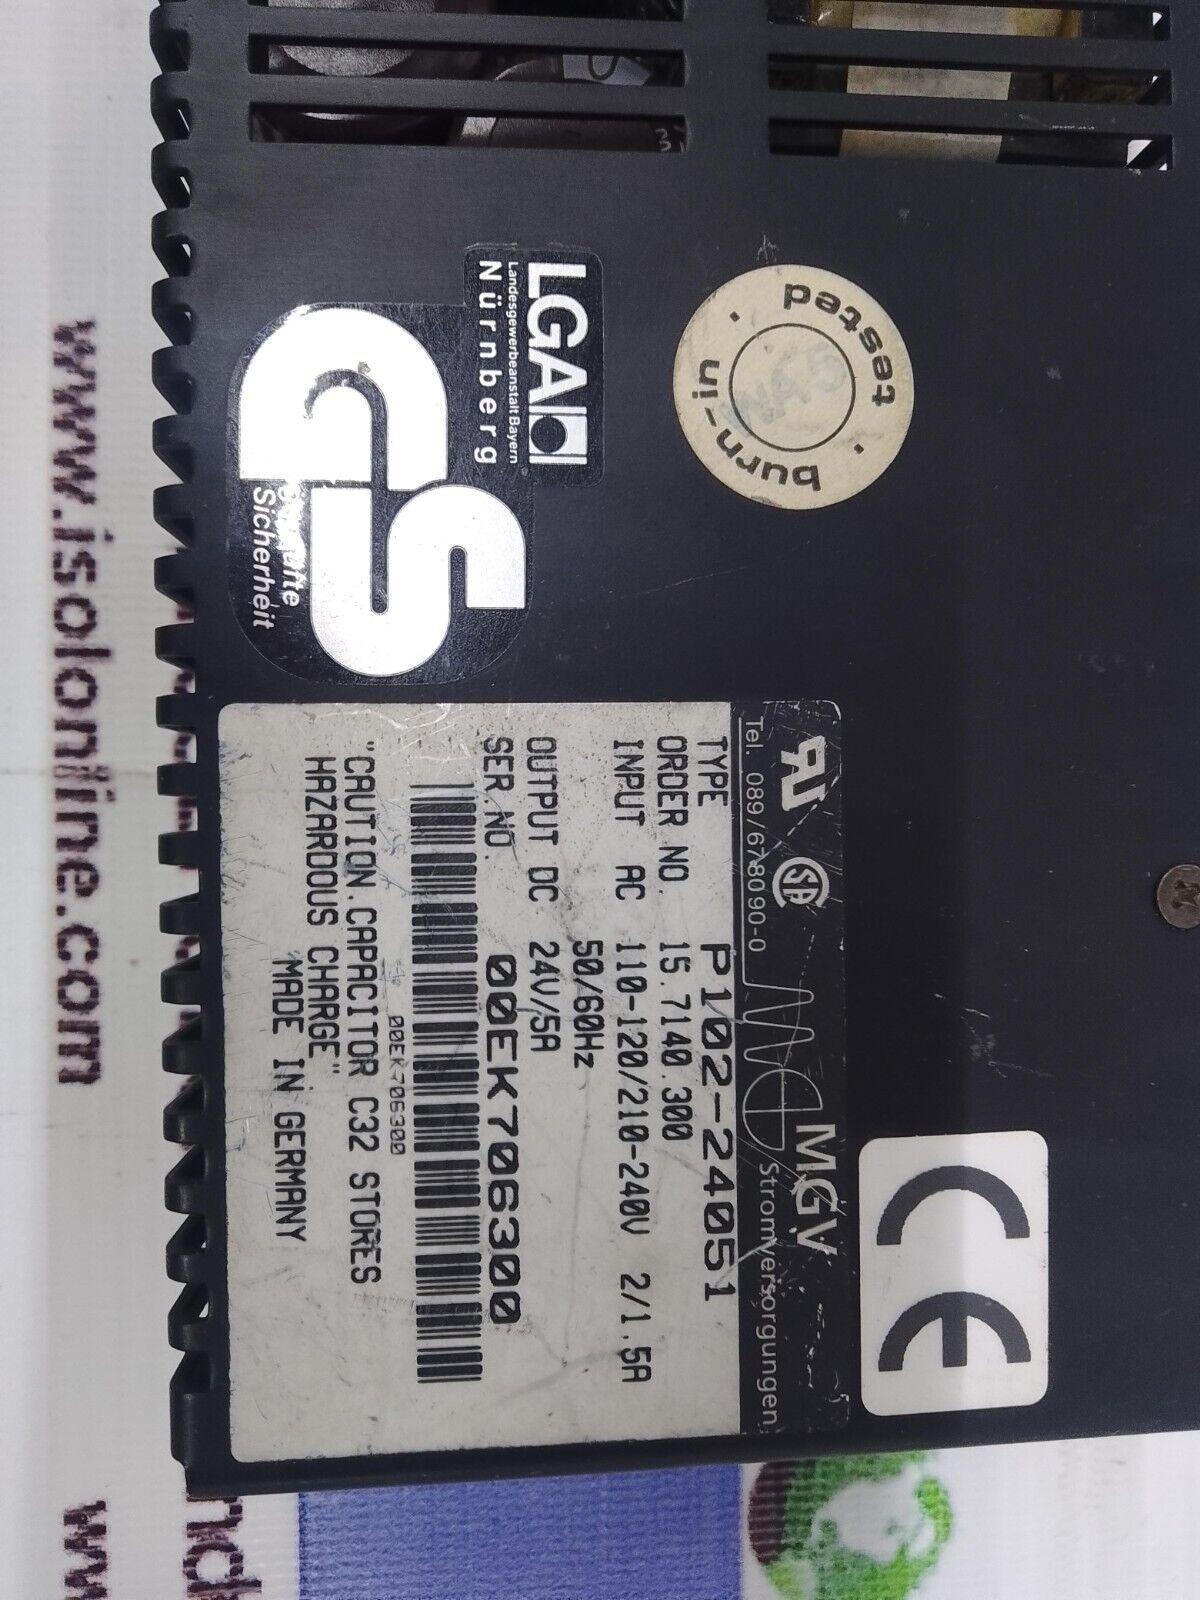 LGA
Landesgewerbeanstalt Bayern
Nürnberg
GS
Sicherheit
burn-in
tested
Tel. 089/678090-0
MGV
Stromversorgungen
TYPE P102-24051
ORDER NO. 15.7140.300
INPUT AC 110-120/210-240V 2/1.5A
50/60Hz
OUTPUT DC 24V/5A
SER.NO. 00EK706300
00EK706300
"CAUTION.CAPACITOR C32 STORES
HAZARDOUS CHARGE"
MADE IN GERMANY
CE
www.isolonline.com